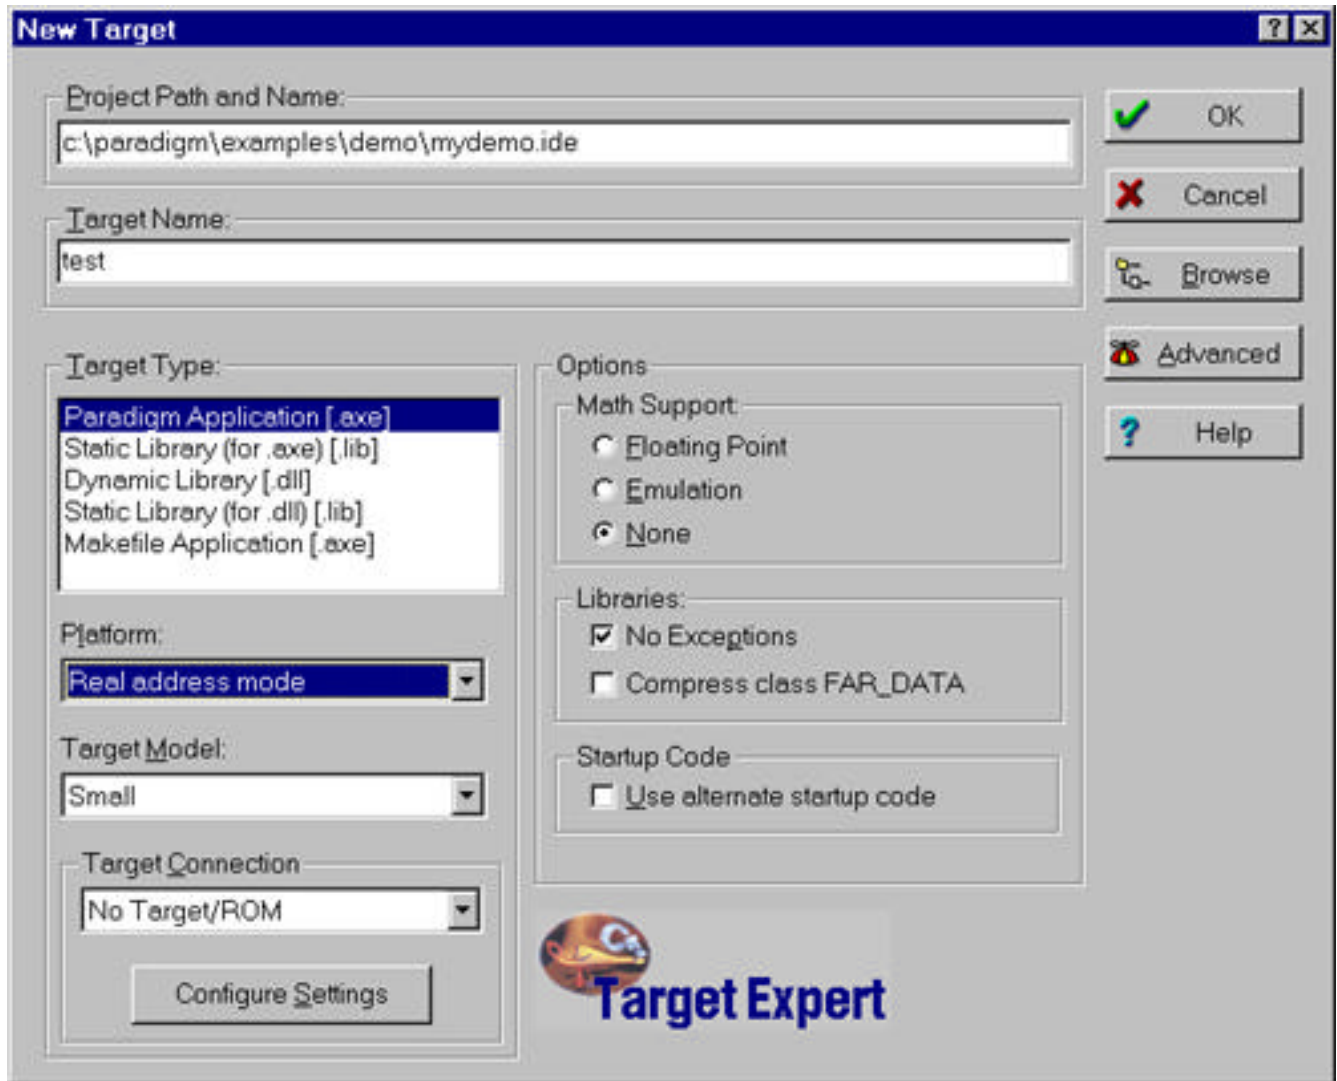 New Target
Project Path and Name:
c:\paradigm\examples\demo\mydemo.ide
Target Name:
test
OK
Cancel
Browse
Advanced
Help
Target Type:
Paradigm Application [.axe]
Static Library (for .axe) [.lib]
Dynamic Library [.dll]
Static Library (for .dll) [.lib]
Makefile Application [.axe]
Platform:
Real address mode
Target Model:
Small
Target Connection
No Target/ROM
Configure Settings
Options
Math Support:
Floating Point
Emulation
None
Libraries:
No Exceptions
Compress class FAR_DATA
Startup Code
Use alternate startup code
Target Expert